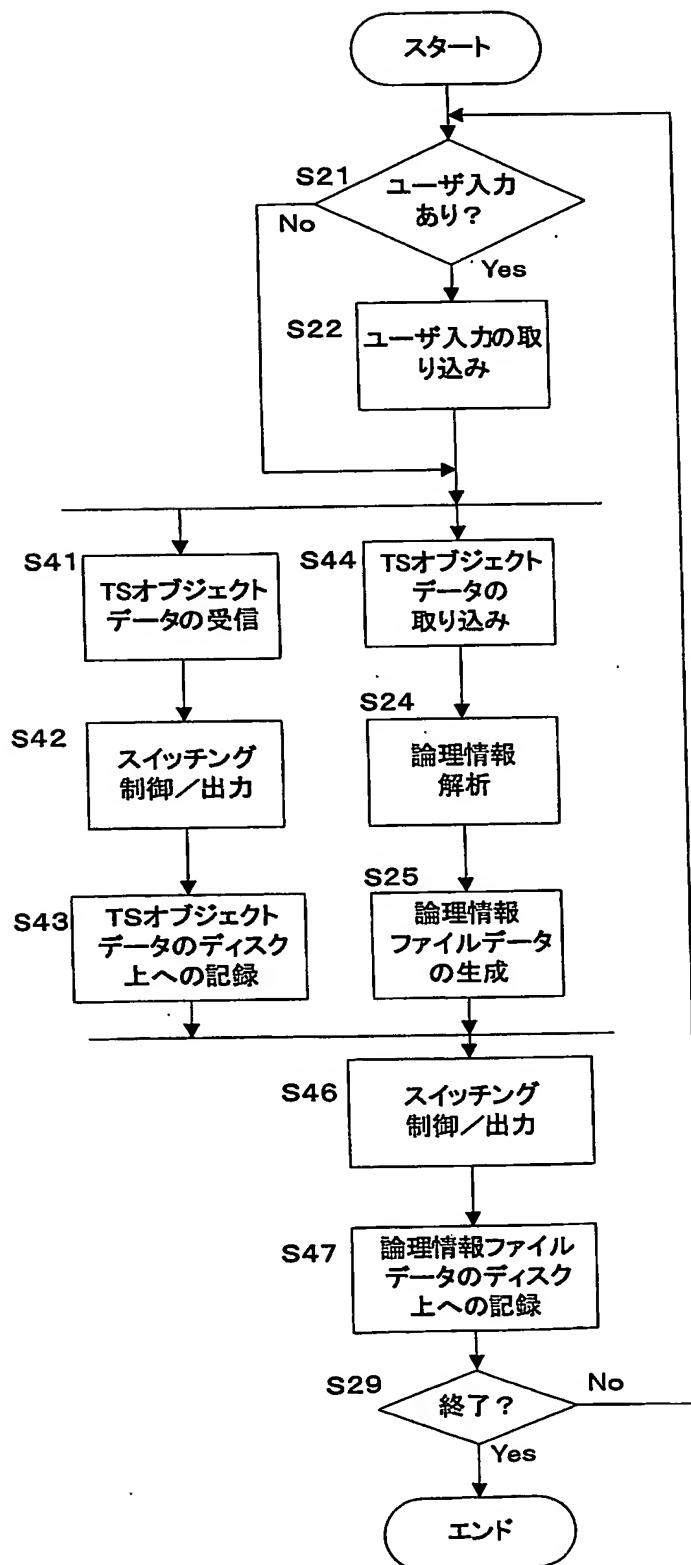 スタート
S21
ユーザ入力
あり？
No
Yes
S22
ユーザ入力の取
り込み
S41
TSオブジェクト
データの受信
S44
TSオブジェクト
データの
取り込み
S42
スイッチング
制御／出力
S24
論理情報
解析
S43
TSオブジェクト
データのディスク
上への記録
S25
論理情報
ファイルデータ
の生成
S46
スイッチング
制御／出力
S47
論理情報ファイル
データのディスク
上への記録
S29
終了？
No
Yes
エンド